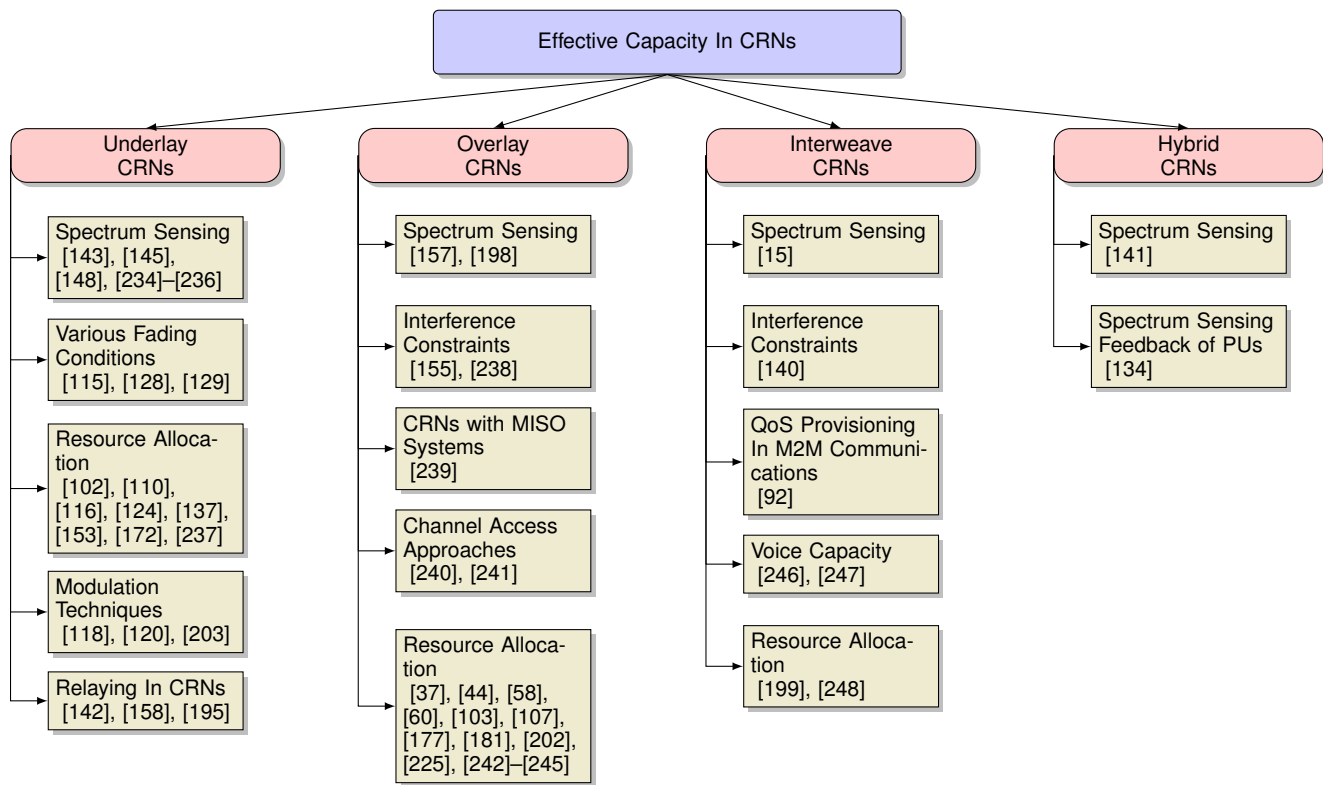 Effective Capacity In CRNs
Underlay
CRNs
Spectrum Sensing
[143], [145],
[148], [234]–[236]
Various Fading
Conditions
[115], [128], [129]
Resource Alloca-
tion
[102], [110],
[116], [124], [137],
[153], [172], [237]
Modulation
Techniques
[118], [120], [203]
Relaying In CRNs
[142], [158], [195]
Overlay
CRNs
Spectrum Sensing
[157], [198]
Interference
Constraints
[155], [238]
CRNs with MISO
Systems
[239]
Channel Access
Approaches
[240], [241]
Resource Alloca-
tion
[37], [44], [58],
[60], [103], [107],
[177], [181], [202],
[225], [242]–[245]
Interweave
CRNs
Spectrum Sensing
[15]
Interference
Constraints
[140]
QoS Provisioning
In M2M Communi-
cations
[92]
Voice Capacity
[246], [247]
Resource Alloca-
tion
[199], [248]
Hybrid
CRNs
Spectrum Sensing
[141]
Spectrum Sensing
Feedback of PUs
[134]